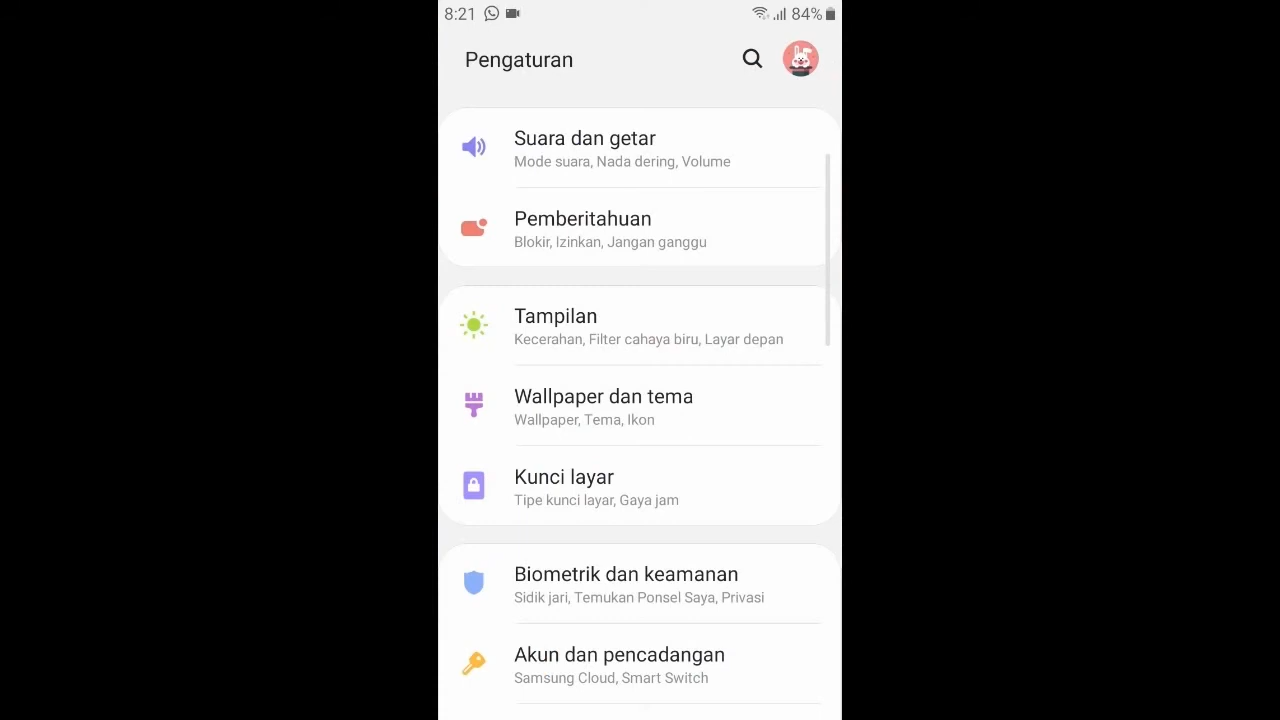 8:21
84%
Pengaturan
Suara dan getar
Mode suara, Nada dering, Volume
Pemberitahuan
Blokir, Izinkan, Jangan ganggu
Tampilan
Kecerahan, Filter cahaya biru, Layar depan
Wallpaper dan tema
Wallpaper, Tema, Ikon
Kunci layar
Tipe kunci layar, Gaya jam
Biometrik dan keamanan
Sidik jari, Temukan Ponsel Saya, Privasi
Akun dan pencadangan
Samsung Cloud, Smart Switch